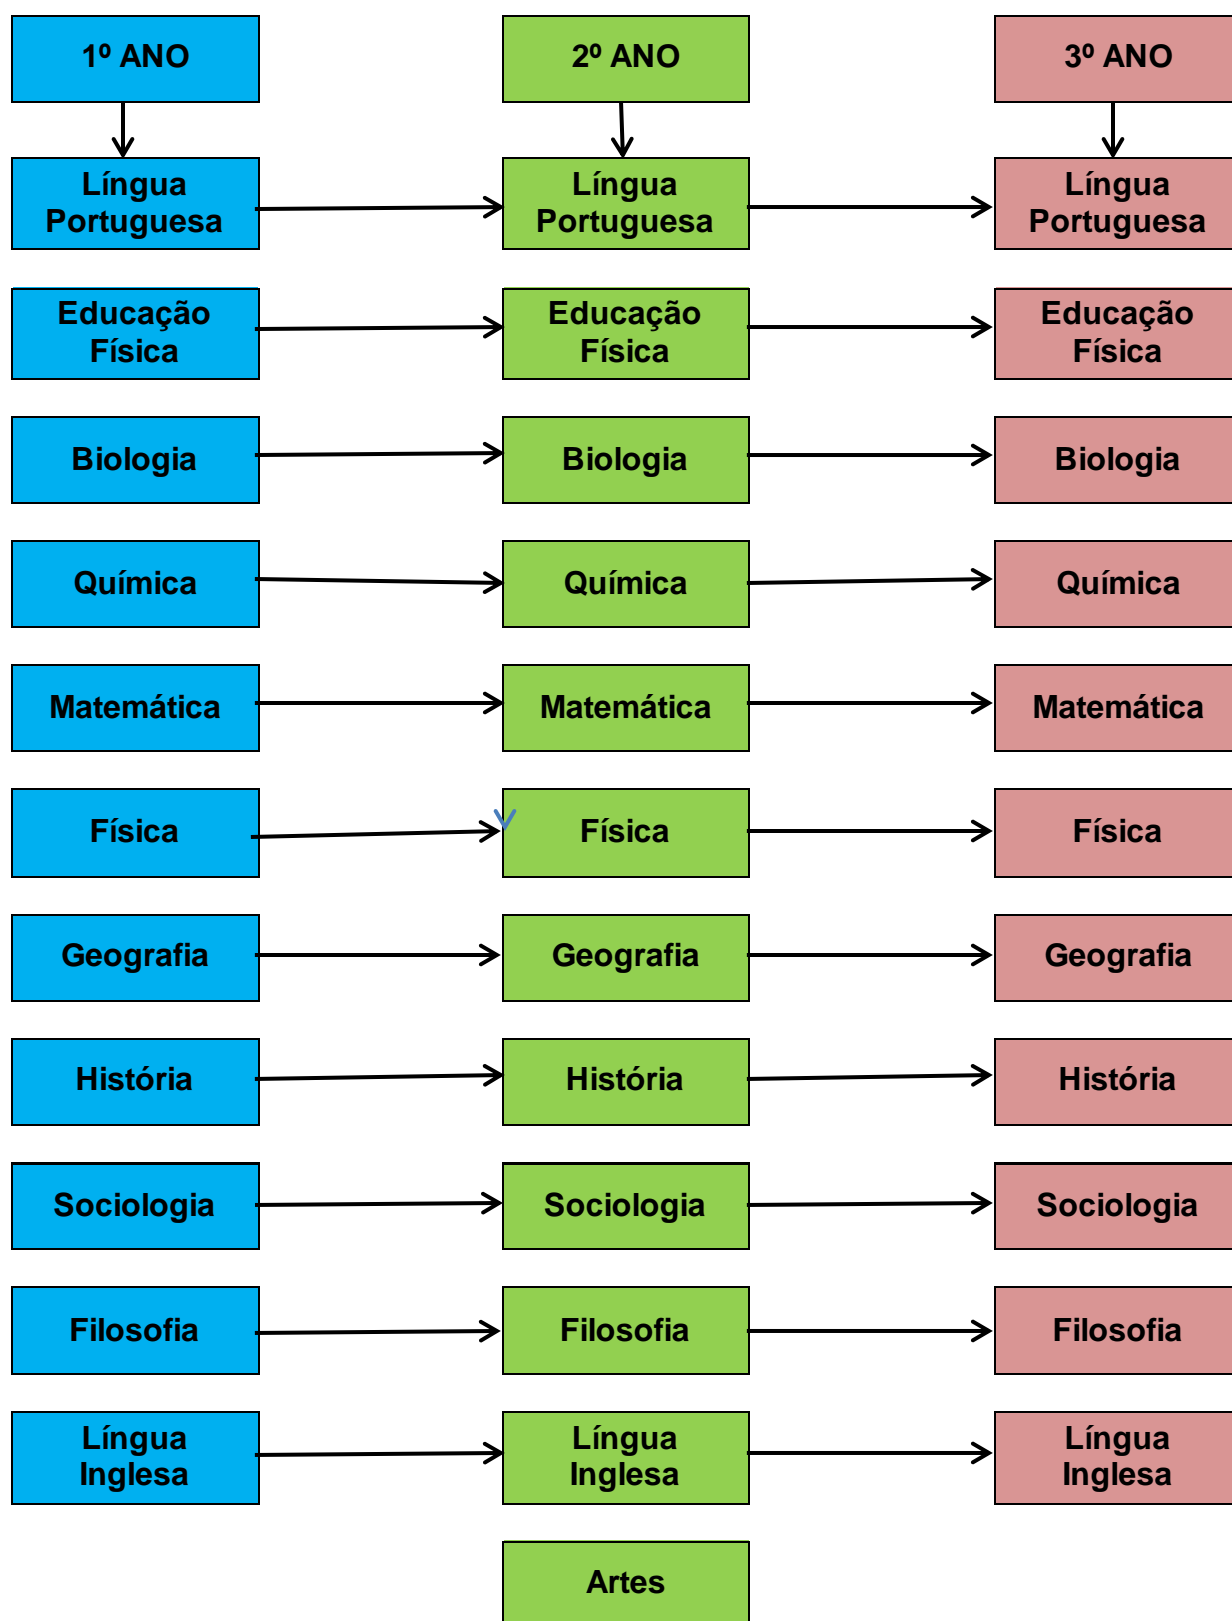 1º ANO
2º ANO
3º ANO
Língua
Portuguesa
Língua
Portuguesa
Língua
Portuguesa
Educação
Física
Educação
Física
Educação
Física
Biologia
Biologia
Biologia
Química
Química
Química
Matemática
Matemática
Matemática
Física
Física
Física
Geografia
Geografia
Geografia
História
História
História
Sociologia
Sociologia
Sociologia
Filosofia
Filosofia
Filosofia
Língua
Inglesa
Língua
Inglesa
Língua
Inglesa
Artes